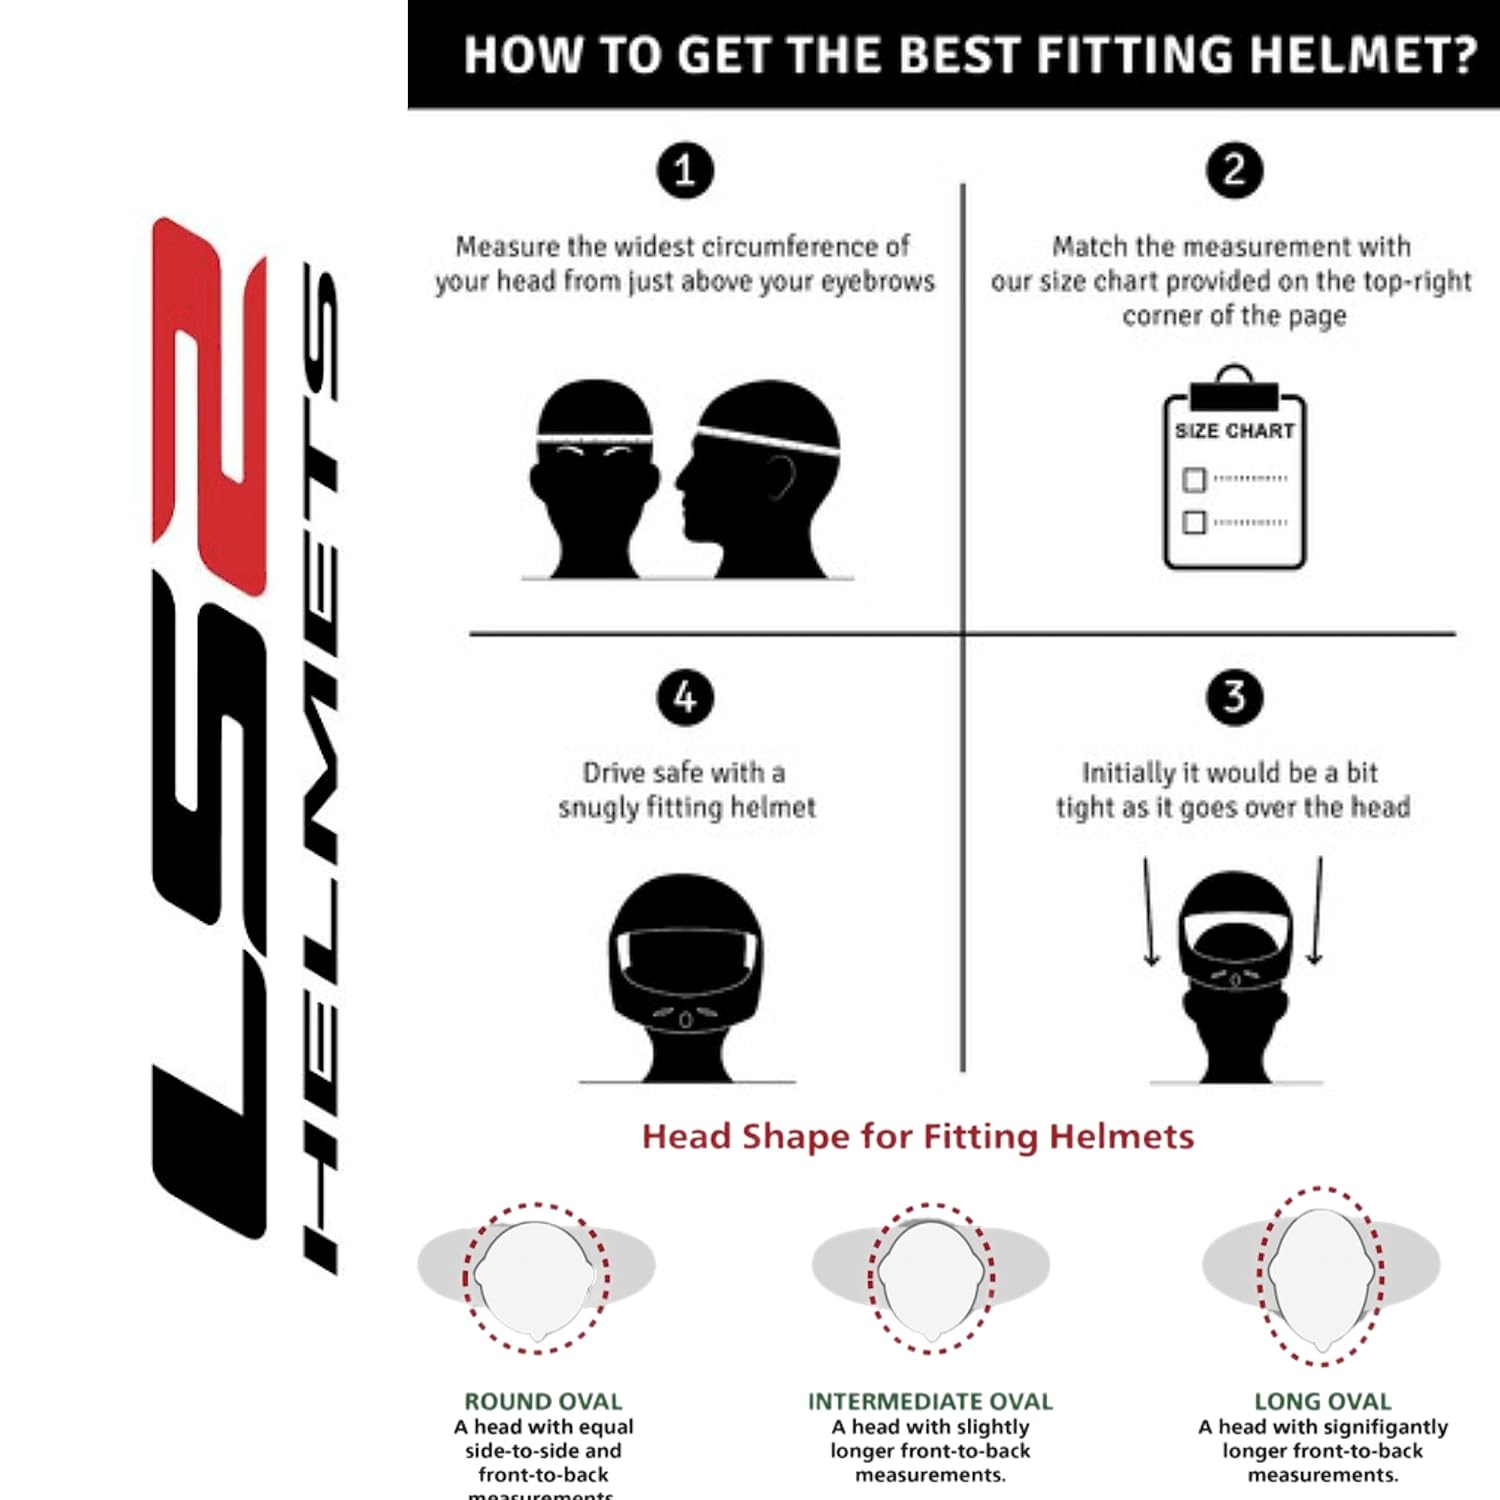 LS2
HELMETS
HOW TO GET THE BEST FITTING HELMET?
1
Measure the widest circumference of
your head from just above your eyebrows
2
Match the measurement with
our size chart provided on the top-right
corner of the page
SIZE CHART
4
Drive safe with a
snugly fitting helmet
3
Initially it would be a bit
tight as it goes over the head
Head Shape for Fitting Helmets
ROUND OVAL
A head with equal
side-to-side and
front-to-back
measurements
INTERMEDIATE OVAL
A head with slightly
longer front-to-back
measurements.
LONG OVAL
A head with signifigantly
longer front-to-back
measurements.